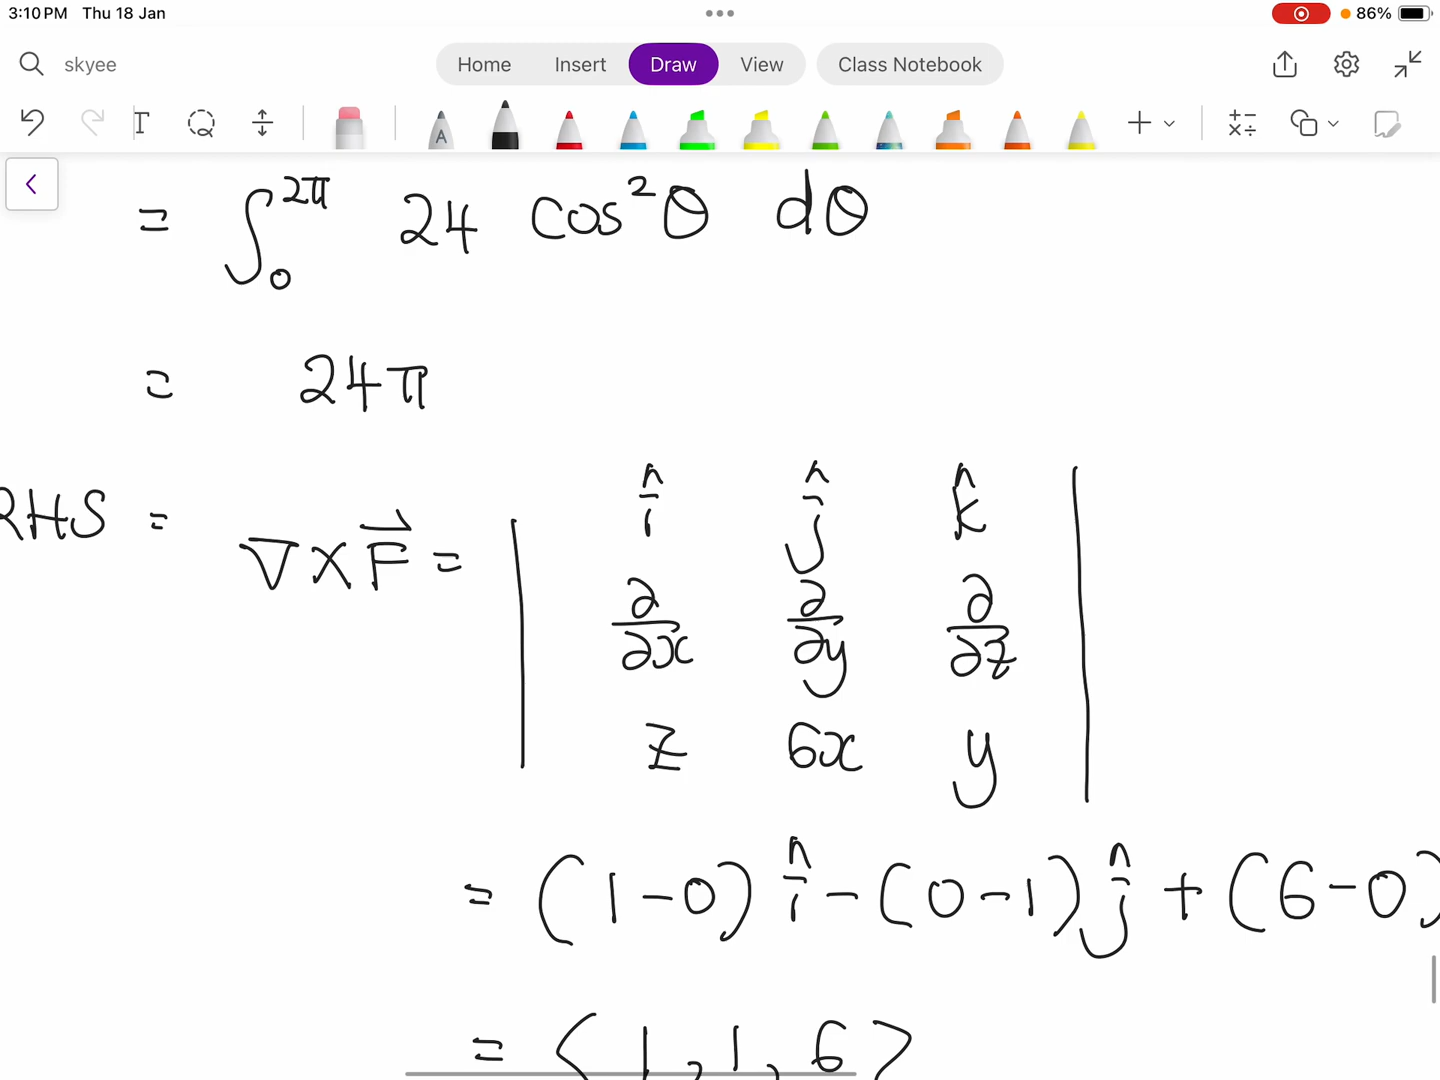 3:10 PM Thu 18 Jan 86%
skyee Home Insert Draw View Class Notebook
T A
= ∫₀^2π 24 cos²θ dθ
= 24π
RHS = ∇×F⃗ = | î ĵ k̂ |
∂/∂x ∂/∂y ∂/∂z
z 6x y
= (1-0) î - (0-1) ĵ + (6-0)
= <1, 1, 6>